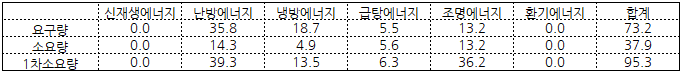 신재생에너지 난방에너지 냉방에너지 급탕에너지 조명에너지 환기에너지 합계
요구량 0.0 35.8 18.7 5.5 13.2 0.0 73.2
소요량 0.0 14.3 4.9 5.6 13.2 0.0 37.9
1차소요량 0.0 39.3 13.5 6.3 36.2 0.0 95.3